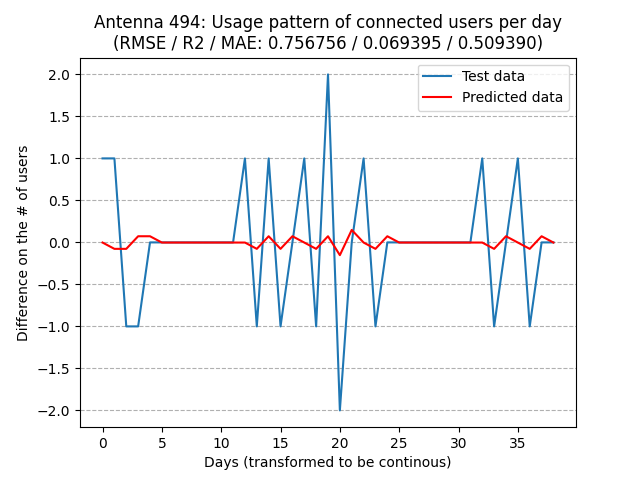 Antenna 494: Usage pattern of connected users per day
(RMSE / R2 / MAE: 0.756756 / 0.069395 / 0.509390)
Test data
Predicted data
2.0
1.5
1.0
0.5
0.0
−0.5
−1.0
−1.5
−2.0
Difference on the # of users
0 5 10 15 20 25 30 35
Days (transformed to be continous)